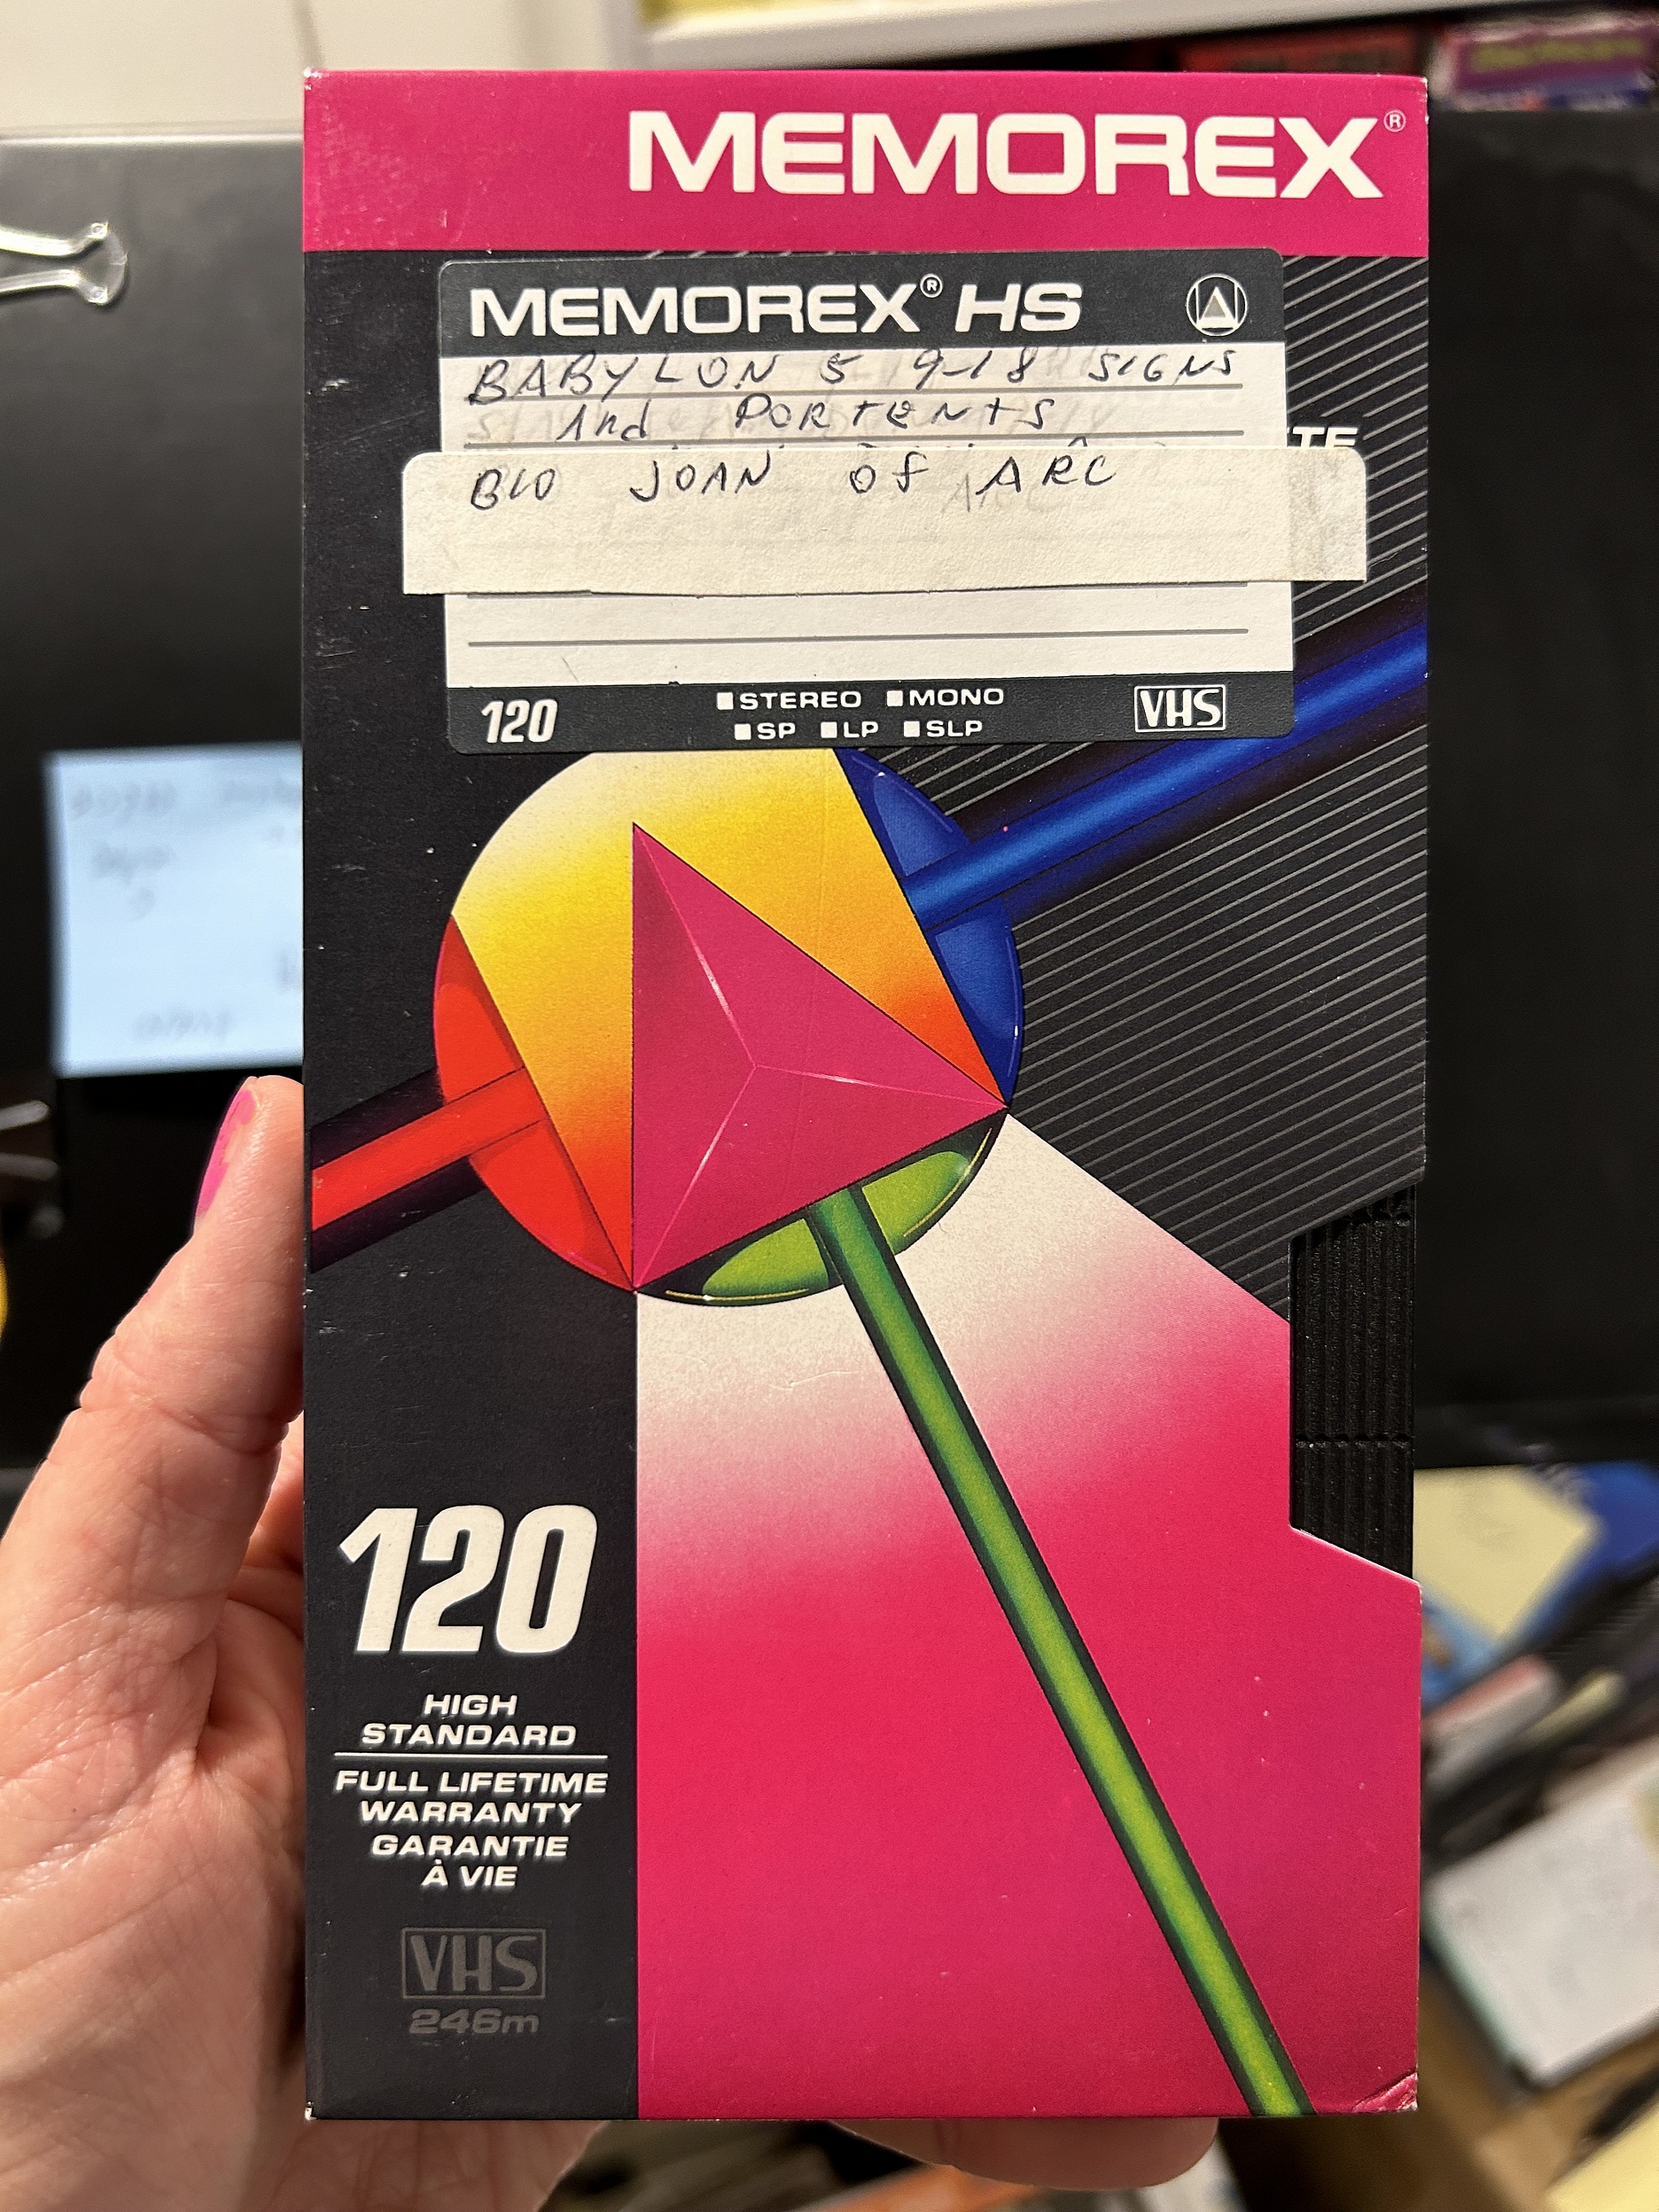 MEMOREX®
MEMOREX® HS
BABYLON 5 9-18 SIGNS
And PORTENTS
BIO JOAN Of ARC
120
STEREO MONO
SP LP SLP
VHS
120
HIGH
STANDARD
FULL LIFETIME
WARRANTY
GARANTIE
À VIE
VHS
246m